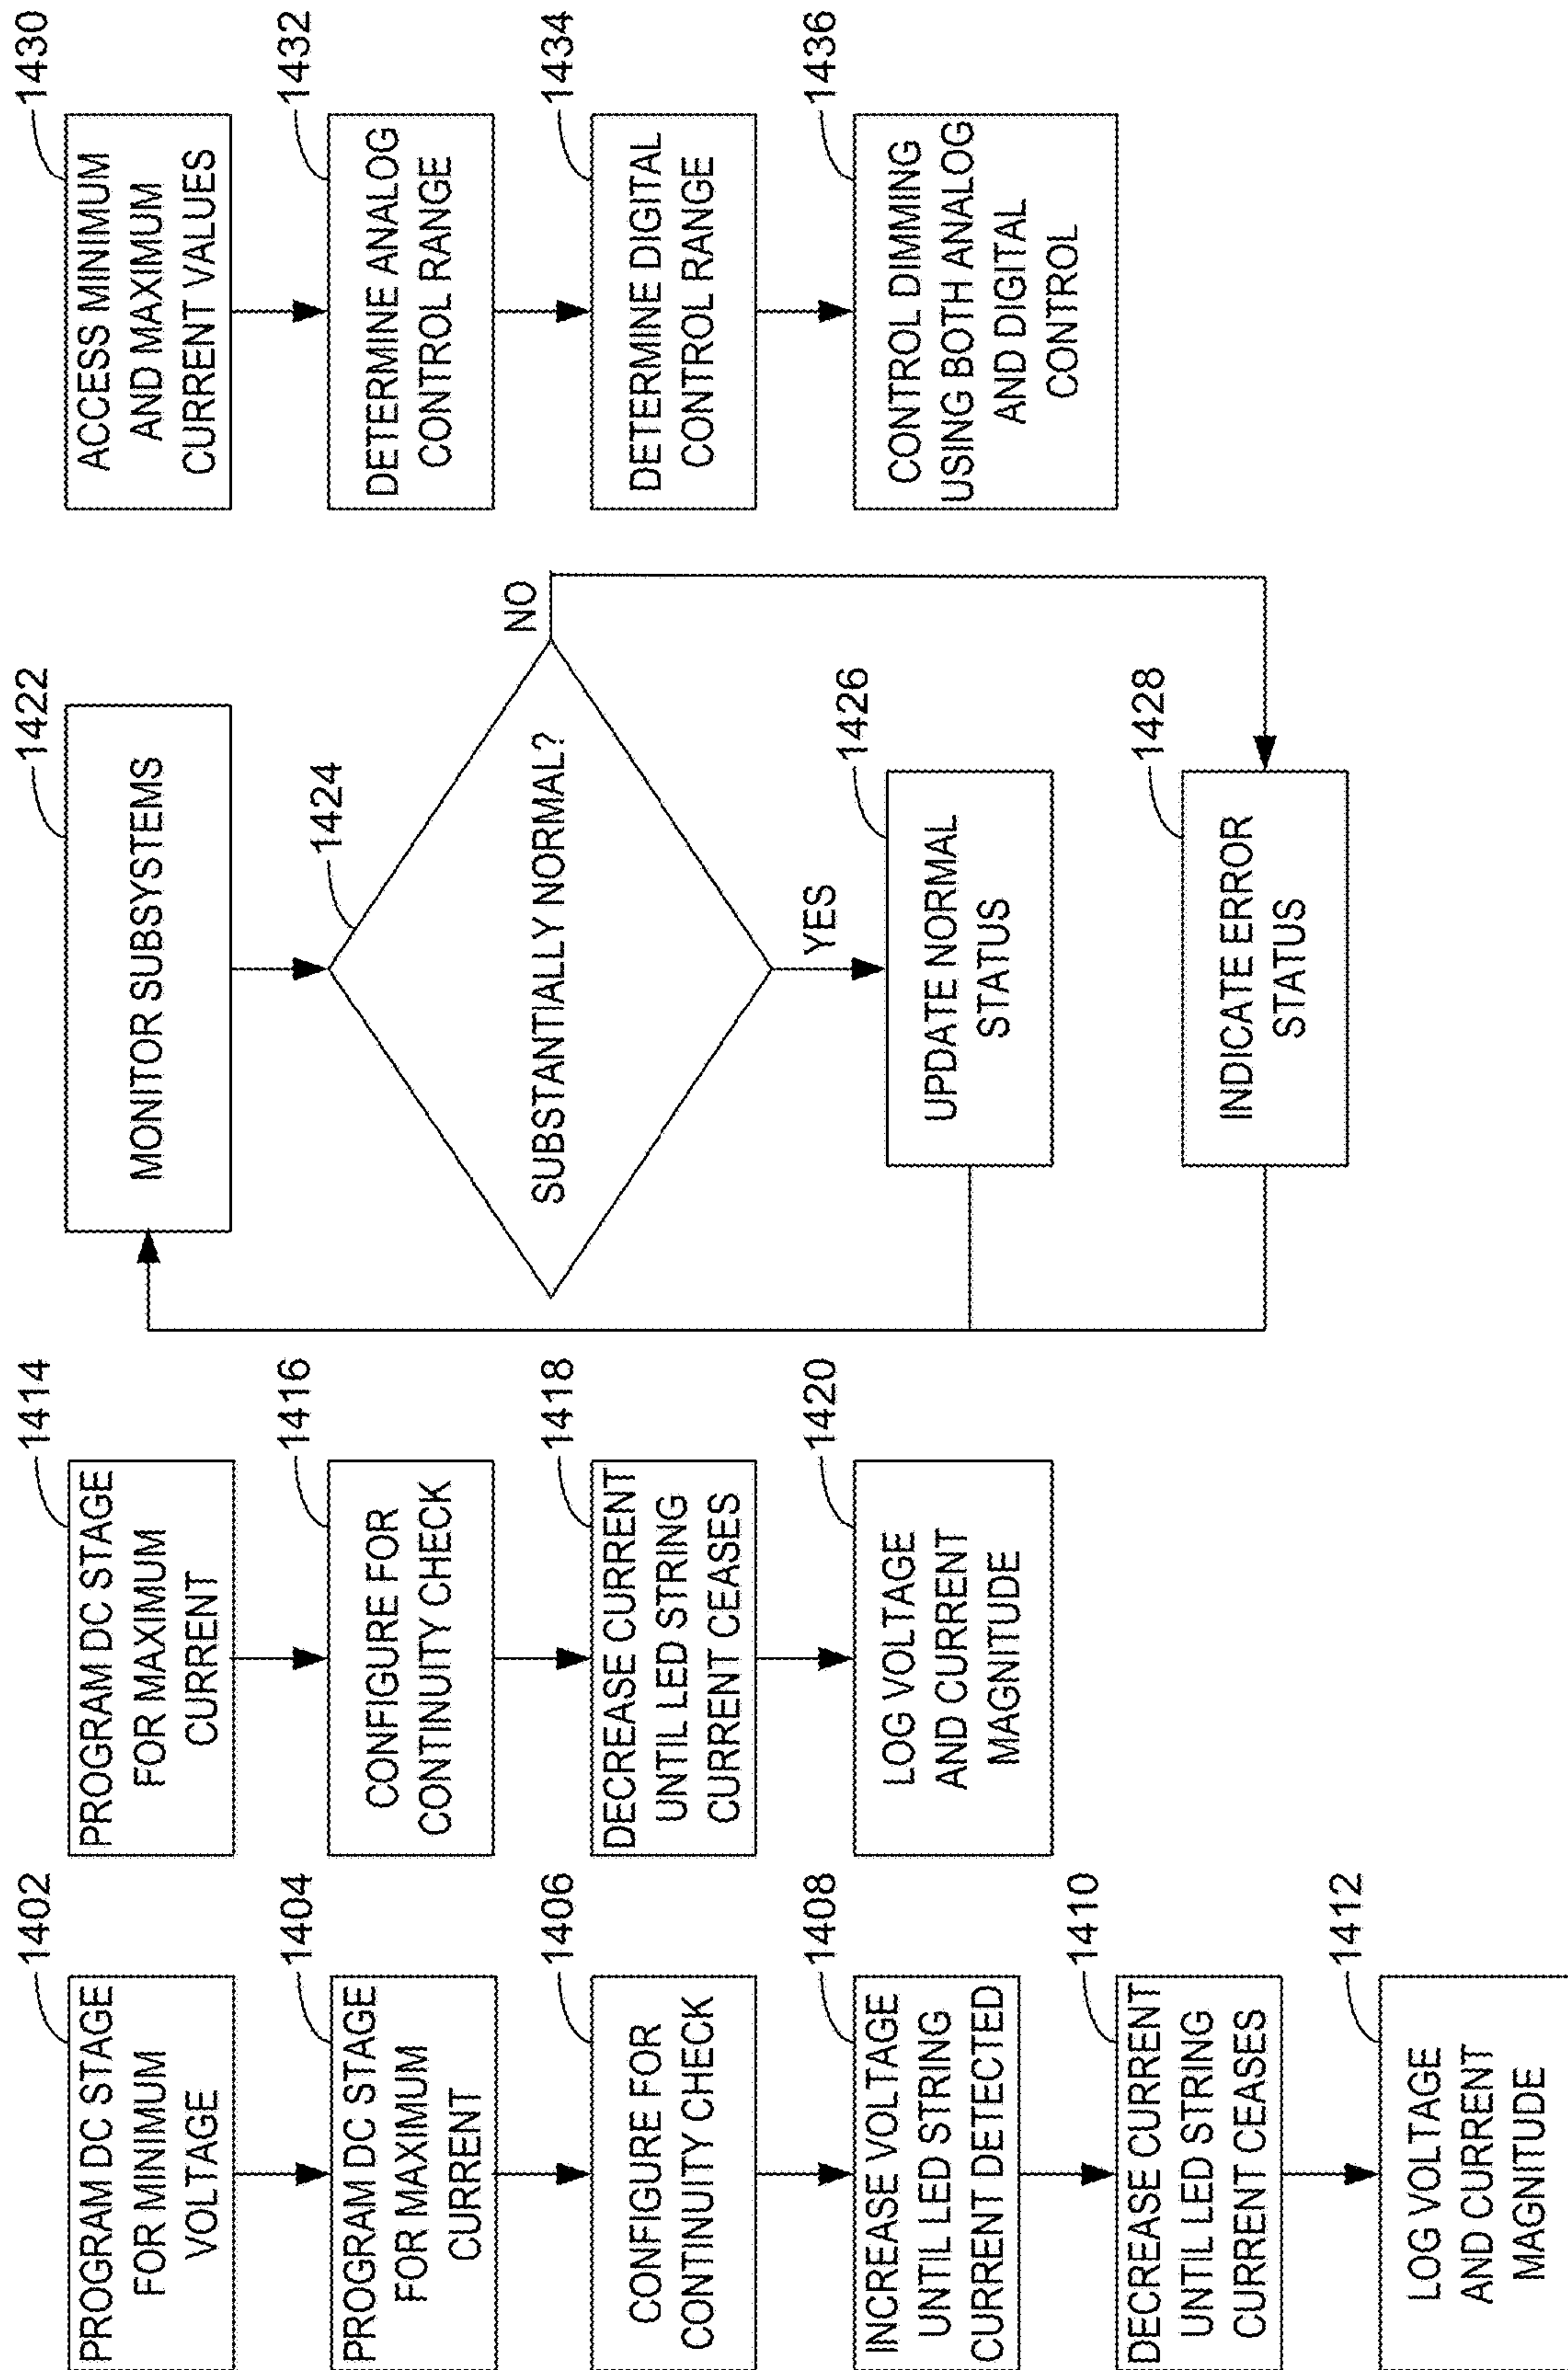 1402
PROGRAM DC STAGE
FOR MINIMUM
VOLTAGE
1404
PROGRAM DC STAGE
FOR MAXIMUM
CURRENT
1406
CONFIGURE FOR
CONTINUITY CHECK
1408
INCREASE VOLTAGE
UNTIL LED STRING
CURRENT DETECTED
1410
DECREASE CURRENT
UNTIL LED STRING
CURRENT CEASES
1412
LOG VOLTAGE
AND CURRENT
MAGNITUDE
1414
PROGRAM DC STAGE
FOR MAXIMUM
CURRENT
1416
CONFIGURE FOR
CONTINUITY CHECK
1418
DECREASE CURRENT
UNTIL LED STRING
CURRENT CEASES
1420
LOG VOLTAGE
AND CURRENT
MAGNITUDE
1422
MONITOR SUBSYSTEMS
1424
SUBSTANTIALLY NORMAL?
NO
YES
1426
UPDATE NORMAL
STATUS
1428
INDICATE ERROR
STATUS
1430
ACCESS MINIMUM
AND MAXIMUM
CURRENT VALUES
1432
DETERMINE ANALOG
CONTROL RANGE
1434
DETERMINE DIGITAL
CONTROL RANGE
1436
CONTROL DIMMING
USING BOTH ANALOG
AND DIGITAL
CONTROL